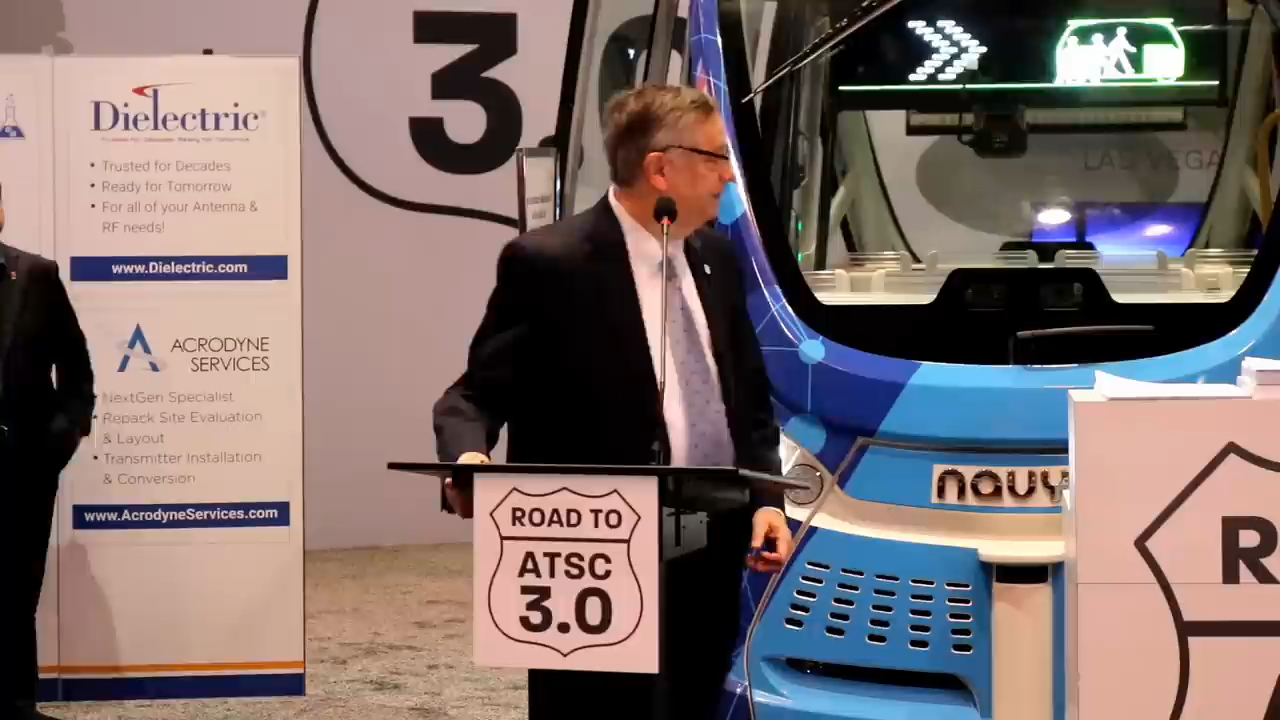 Dielectric®
• Trusted for Decades
• Ready for Tomorrow
• For all of your Antenna &
RF needs!
www.Dielectric.com
ACRODYNE
SERVICES
• NextGen Specialist
• Repack Site Evaluation
& Layout
• Transmitter Installation
& Conversion
www.AcrodyneServices.com
3.
ROAD TO
ATSC
3.0
LAS VEGA
NAVY
R